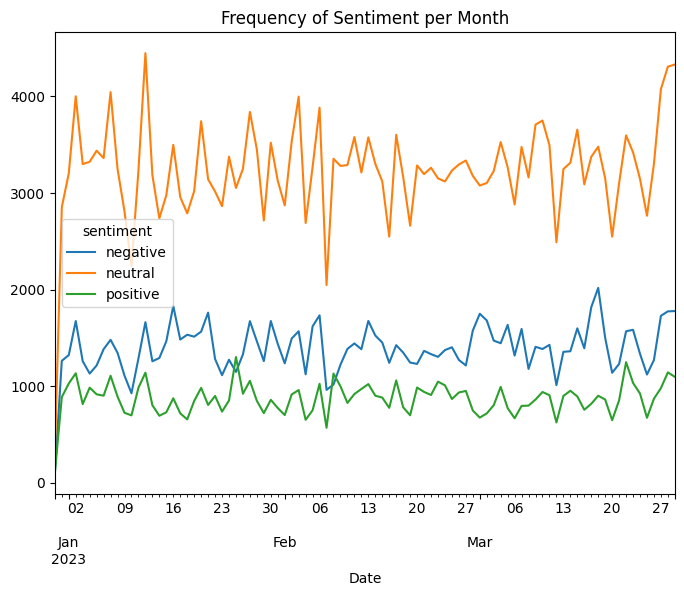 Frequency of Sentiment per Month
4000
3000
2000
1000
0
sentiment
negative
neutral
positive
02 09 16 23 30 06 13 20 27 06 13 20 27
Jan Feb Mar
2023
Date